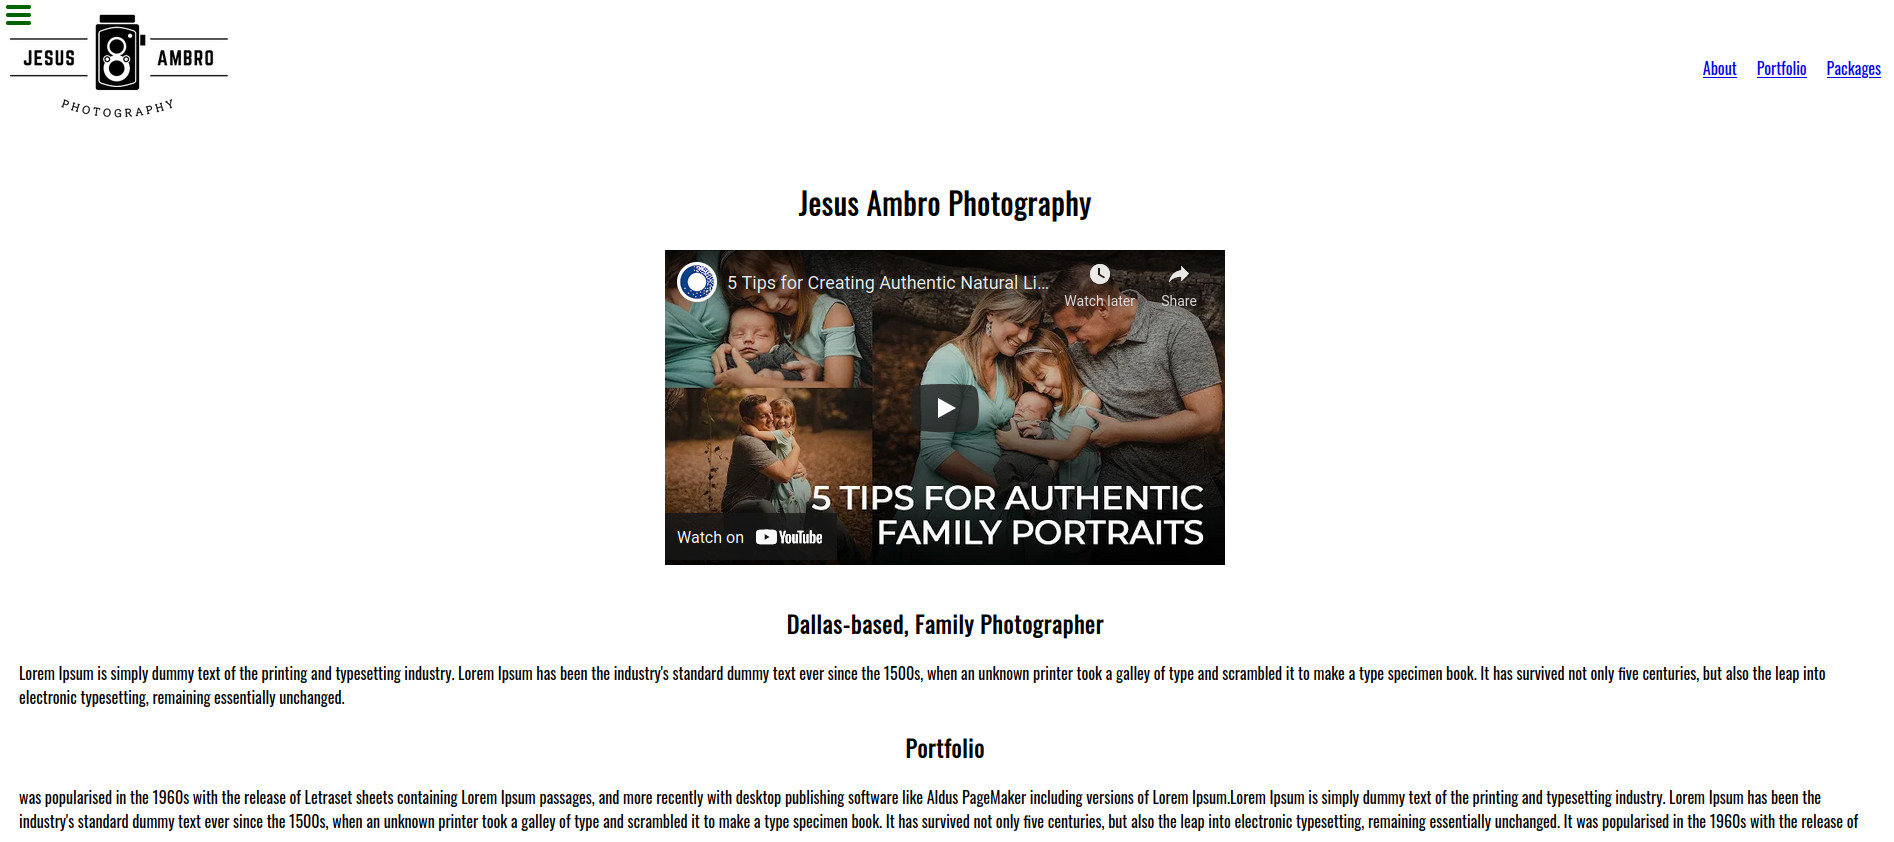 JESUS AMBRO
PHOTOGRAPHY
About Portfolio Packages
Jesus Ambro Photography
5 Tips for Creating Authentic Natural Li...
Watch later Share
5 TIPS FOR AUTHENTIC
FAMILY PORTRAITS
Watch on YouTube
Dallas-based, Family Photographer
Lorem Ipsum is simply dummy text of the printing and typesetting industry. Lorem Ipsum has been the industry's standard dummy text ever since the 1500s, when an unknown printer took a galley of type and scrambled it to make a type specimen book. It has survived not only five centuries, but also the leap into
electronic typesetting, remaining essentially unchanged.
Portfolio
was popularised in the 1960s with the release of Letraset sheets containing Lorem Ipsum passages, and more recently with desktop publishing software like Aldus PageMaker including versions of Lorem Ipsum.Lorem Ipsum is simply dummy text of the printing and typesetting industry. Lorem Ipsum has been the
industry's standard dummy text ever since the 1500s, when an unknown printer took a galley of type and scrambled it to make a type specimen book. It has survived not only five centuries, but also the leap into electronic typesetting, remaining essentially unchanged. It was popularised in the 1960s with the release of